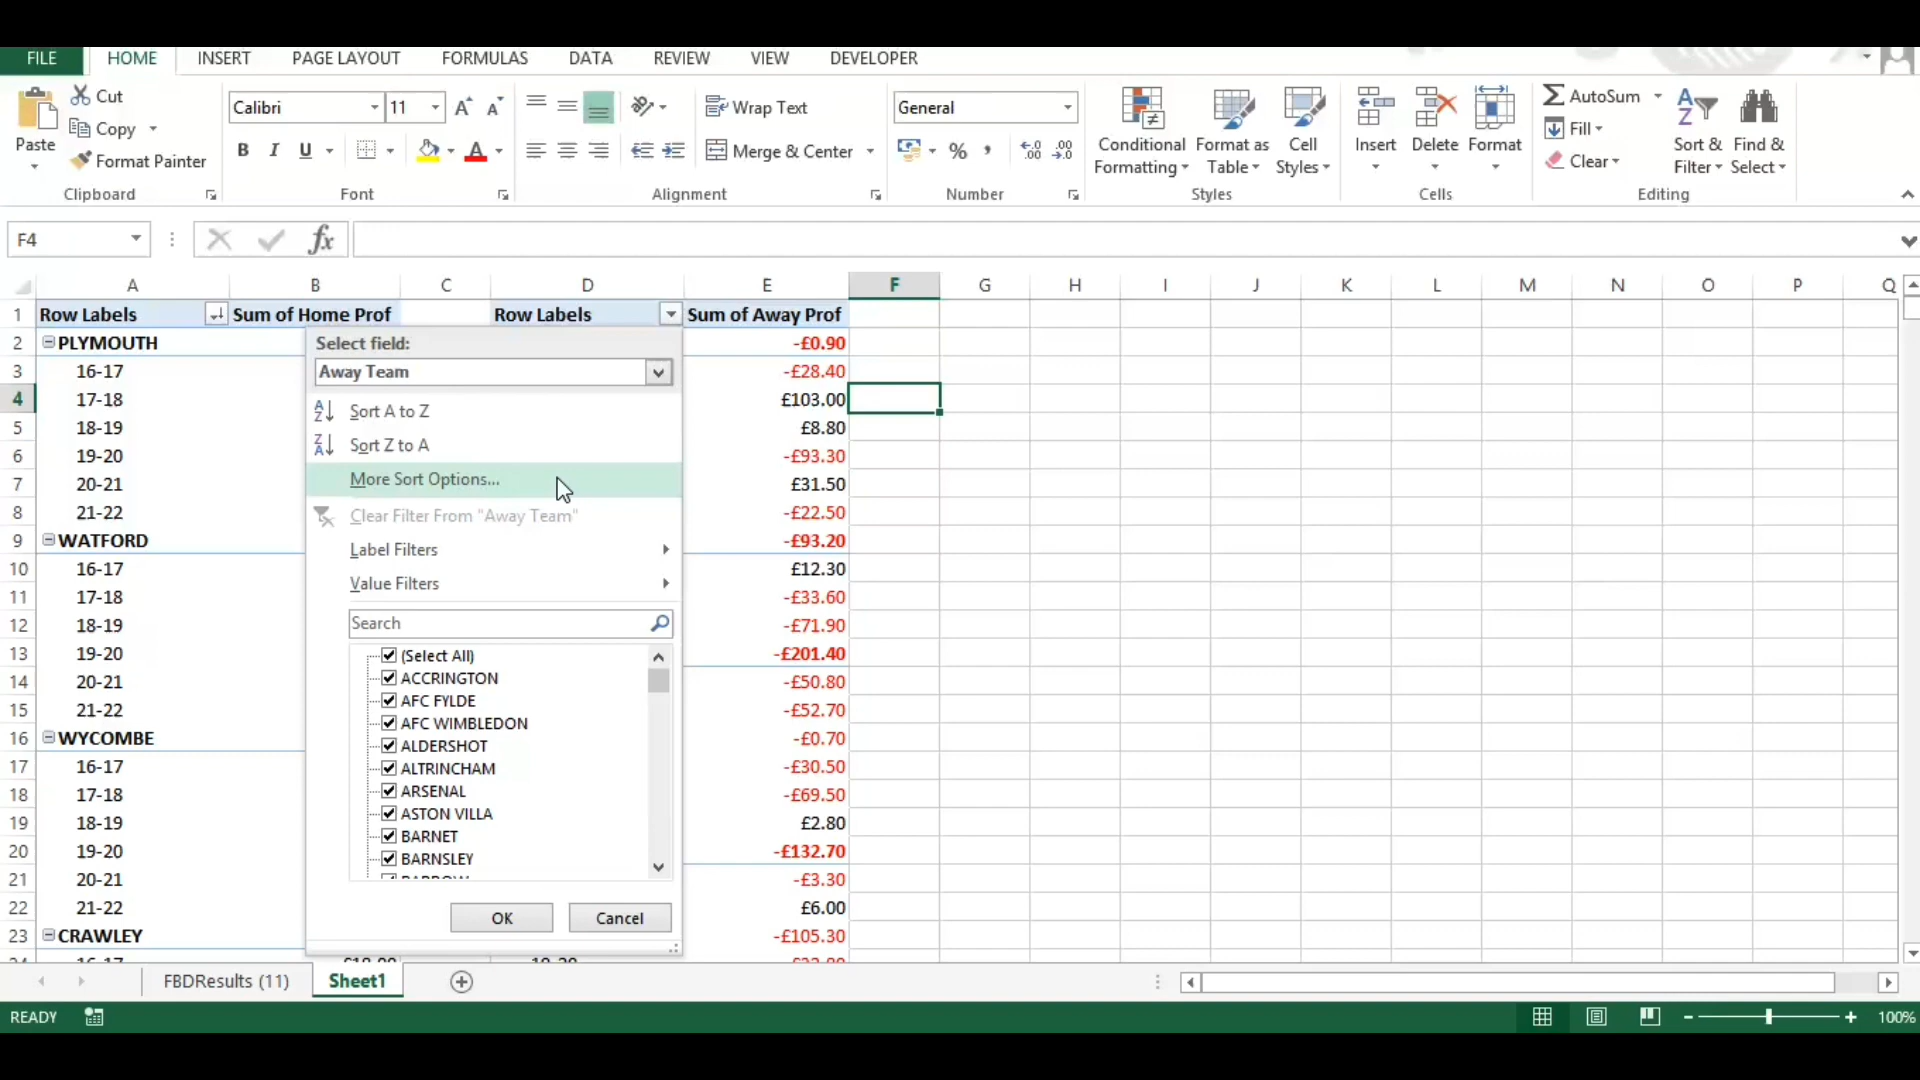 FILE HOME INSERT PAGE LAYOUT FORMULAS DATA REVIEW VIEW DEVELOPER
Cut
Copy
Format Painter
Paste
Clipboard
Calibri 11
B I U
Font
Wrap Text
Merge & Center
Alignment
General
% ,
Number
Conditional Formatting
Format as Table
Cell Styles
Styles
Insert Delete Format
Cells
AutoSum
Fill
Clear
Sort & Filter
Find & Select
Editing
F4 fx
A B C D E F G H I J K L M N O P Q
1 Row Labels Sum of Home Prof Row Labels Sum of Away Prof
2 PLYMOUTH -£0.90
3 16-17 -£28.40
4 17-18 £103.00
5 18-19 £8.80
6 19-20 -£93.30
7 20-21 £31.50
8 21-22 -£22.50
9 WATFORD -£93.20
10 16-17 £12.30
11 17-18 -£33.60
12 18-19 -£71.90
13 19-20 -£201.40
14 20-21 -£50.80
15 21-22 -£52.70
16 WYCOMBE -£0.70
17 16-17 -£30.50
18 17-18 -£69.50
19 18-19 £2.80
20 19-20 -£132.70
21 20-21 -£3.30
22 21-22 £6.00
23 CRAWLEY -£105.30
Select field:
Away Team
Sort A to Z
Sort Z to A
More Sort Options...
Clear Filter From "Away Team"
Label Filters
Value Filters
Search
(Select All)
ACCRINGTON
AFC FYLDE
AFC WIMBLEDON
ALDERSHOT
ALTRINCHAM
ARSENAL
ASTON VILLA
BARNET
BARNSLEY
OK Cancel
FBDResults (11) Sheet1
READY 100%